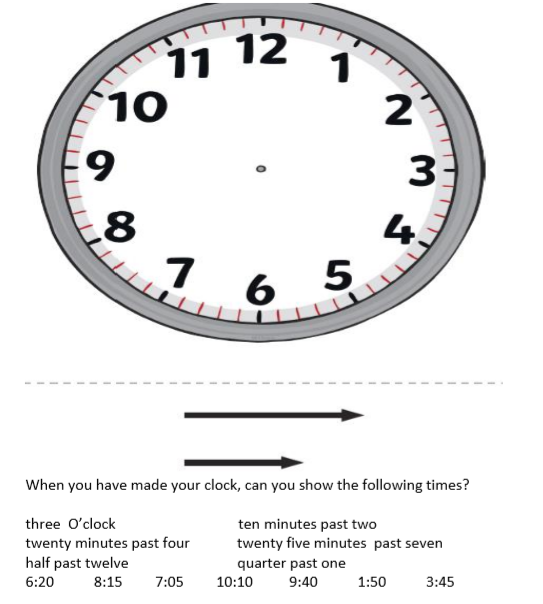 12
11
1
10
2
9
3
8
4
7
5
6
When you have made your clock, can you show the following times?
three O'clock ten minutes past two
twenty minutes past four twenty five minutes past seven
half past twelve quarter past one
6:20 8:15 7:05 10:10 9:40 1:50 3:45